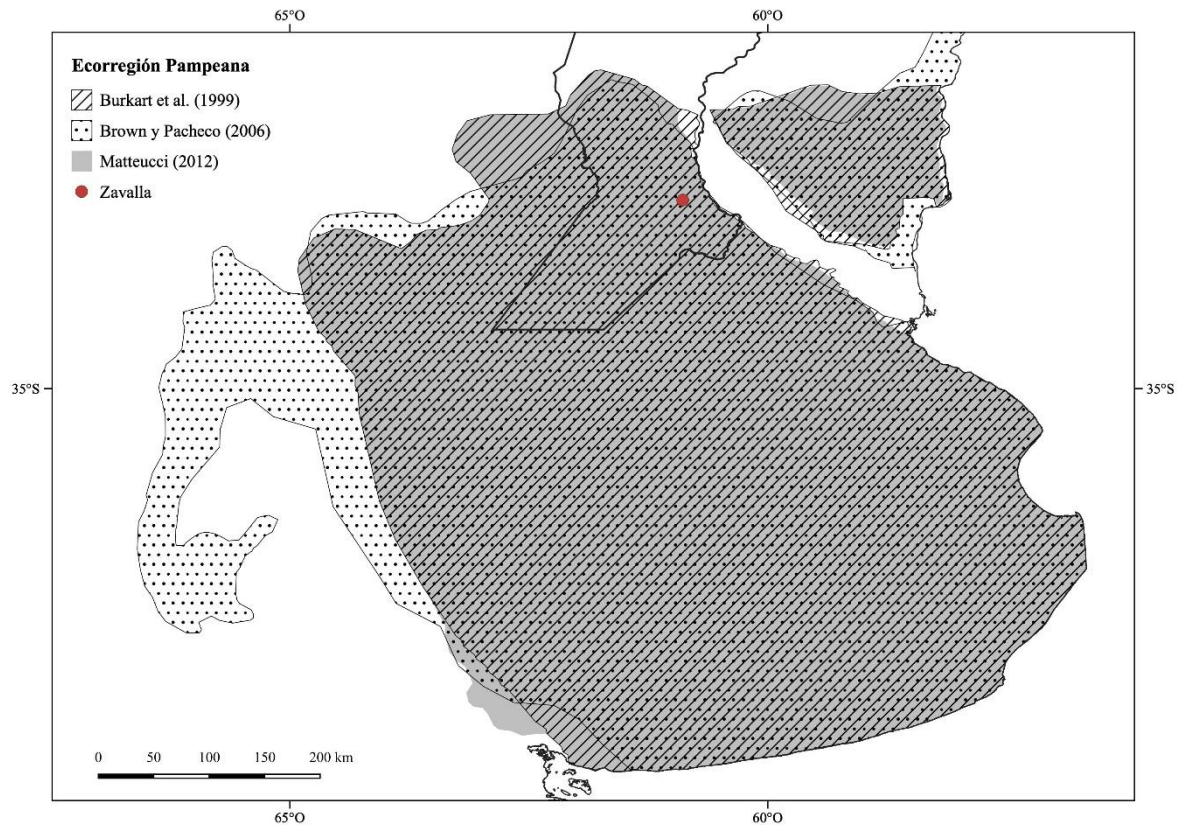 65°O 60°O
Ecorregión Pampeana
Burkart et al. (1999)
Brown y Pacheco (2006)
Matteucci (2012)
Zavalla
35°S 35°S
0 50 100 150 200 km
65°O 60°O